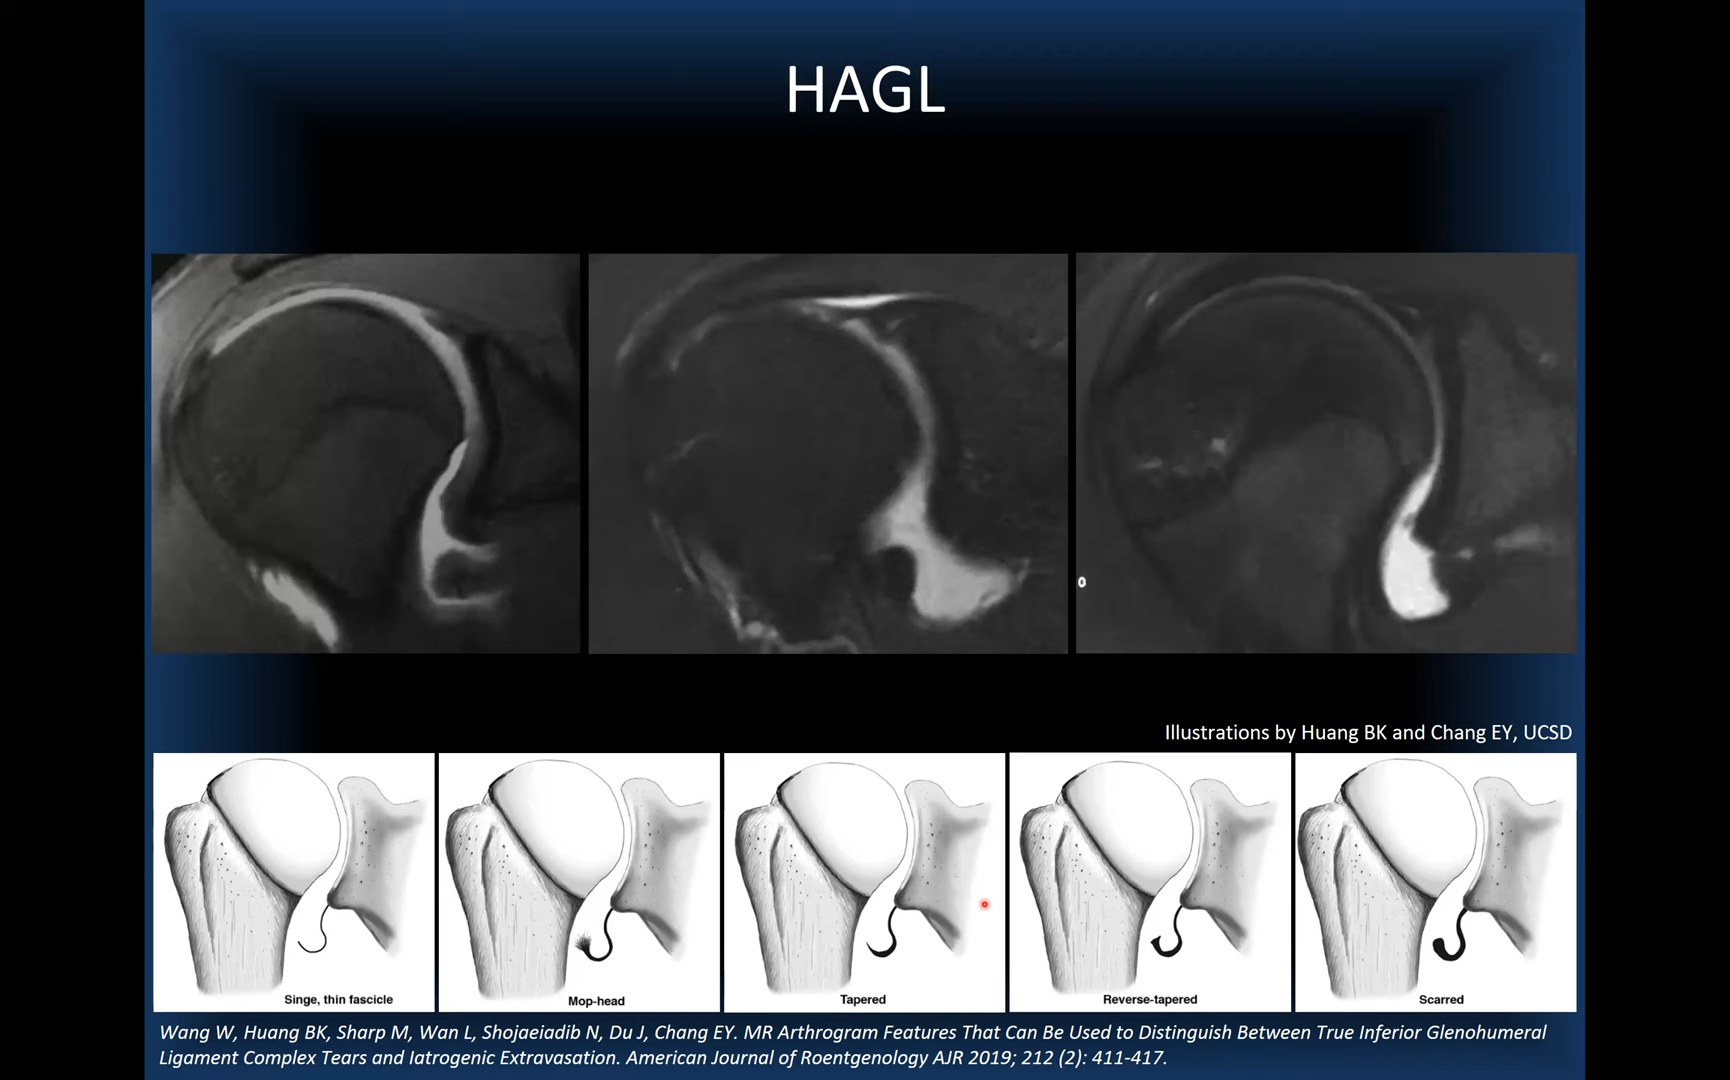 HAGL
Illustrations by Huang BK and Chang EY, UCSD
Singe, thin fascicle
Mop-head
Tapered
Reverse-tapered
Scarred
Wang W, Huang BK, Sharp M, Wan L, Shojaeiadib N, Du J, Chang EY. MR Arthrogram Features That Can Be Used to Distinguish Between True Inferior Glenohumeral
Ligament Complex Tears and Iatrogenic Extravasation. American Journal of Roentgenology AJR 2019; 212 (2): 411-417.